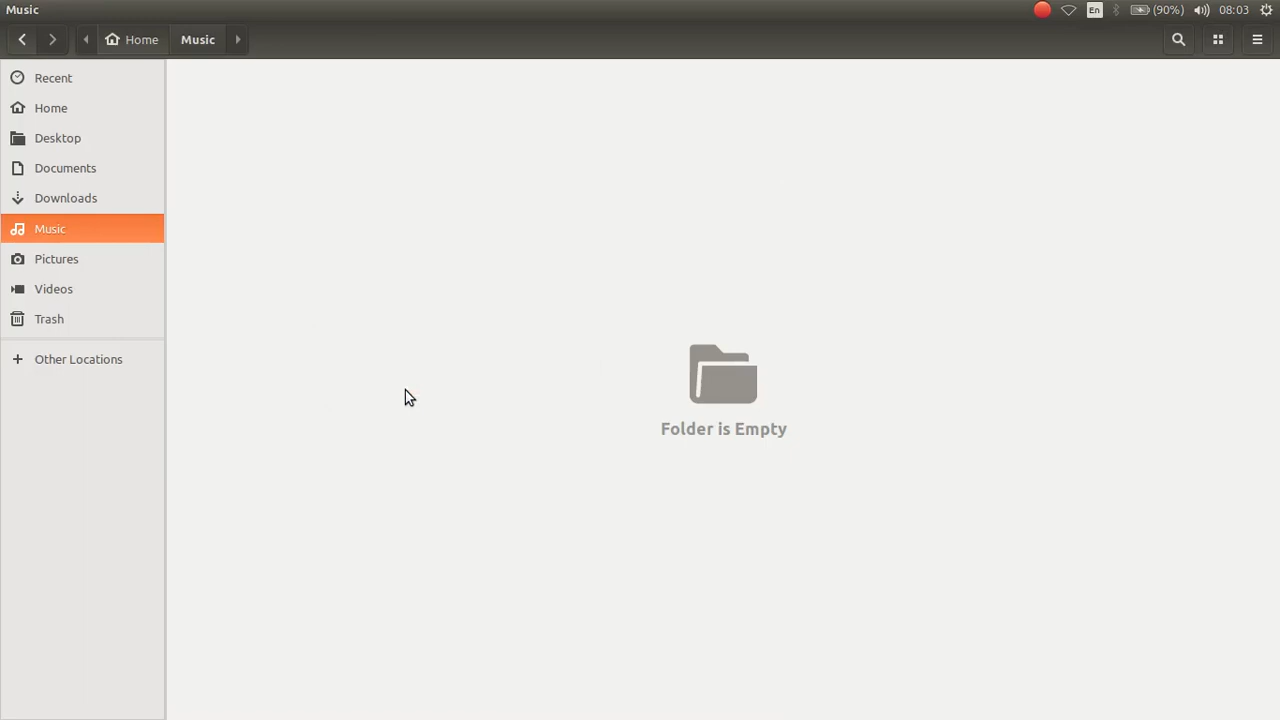 Music
En
(90%)
08:03
Home
Music
Recent
Home
Desktop
Documents
Downloads
Music
Pictures
Videos
Trash
Other Locations
Folder is Empty